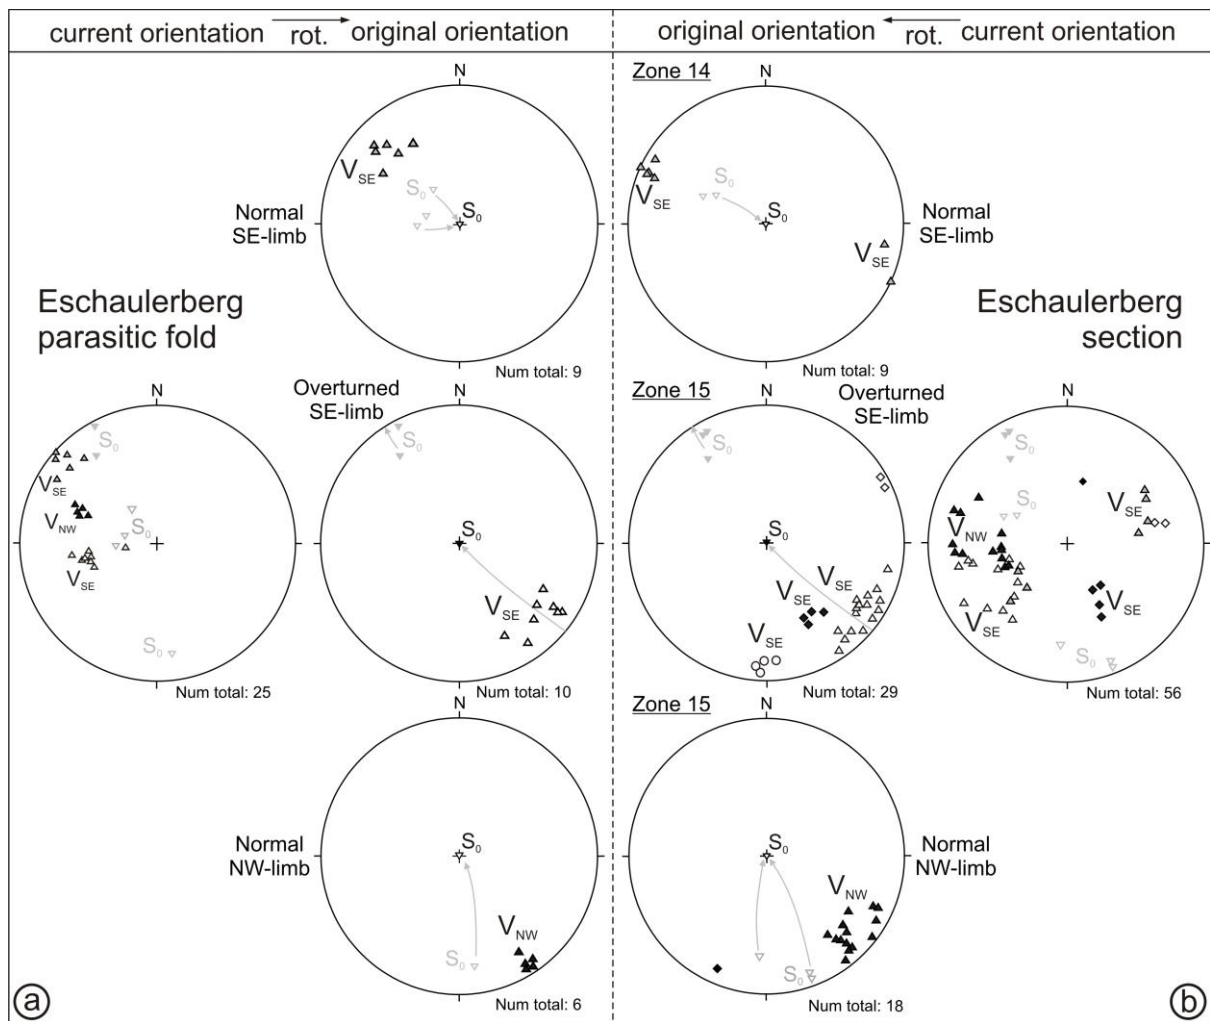 current orientation rot. original orientation
original orientation rot. current orientation
N
V_SE
S_0
S_0
Normal
SE-limb
Num total: 9
Zone 14
N
S_0
V_SE
S_0
V_SE
Normal
SE-limb
Num total: 9
Eschaulerberg
parasitic fold
Eschaulerberg
section
N
S_0
V_SE
V_NW
S_0
V_SE
S_0
Num total: 25
Overturned
SE-limb
N
S_0
S_0
V_SE
Num total: 10
Zone 15
N
Overturned
SE-limb
S_0
S_0
V_SE
V_SE
V_SE
Num total: 29
N
S_0
S_0
V_SE
V_NW
V_SE
V_SE
S_0
Num total: 56
N
Normal
NW-limb
S_0
V_NW
S_0
Num total: 6
Zone 15
N
S_0
Normal
NW-limb
V_NW
S_0
Num total: 18
a
b